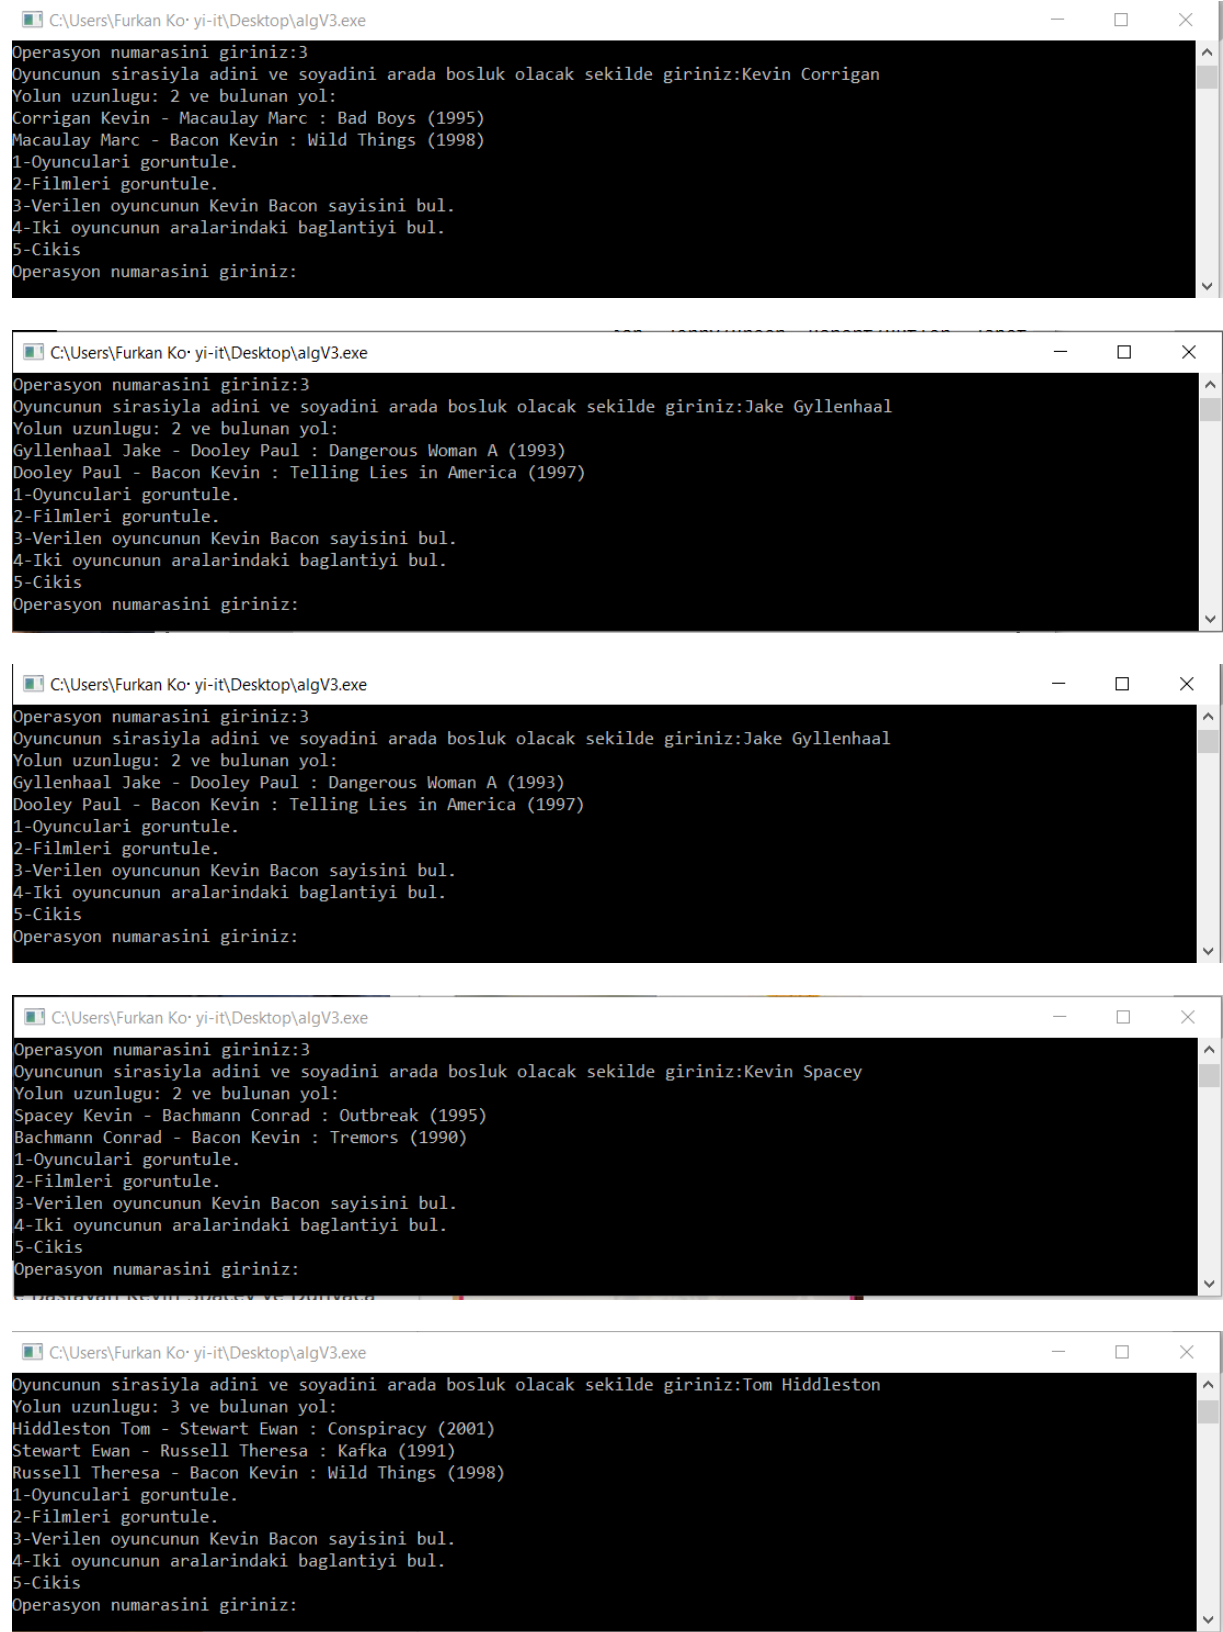 C:\Users\Furkan Ko· yi-it\Desktop\algV3.exe
Operasyon numarasini giriniz:3
Oyuncunun sirasiyla adini ve soyadini arada bosluk olacak sekilde giriniz:Kevin Corrigan
Yolun uzunlugu: 2 ve bulunan yol:
Corrigan Kevin - Macaulay Marc : Bad Boys (1995)
Macaulay Marc - Bacon Kevin : Wild Things (1998)
1-Oyunculari goruntule.
2-Filmleri goruntule.
3-Verilen oyuncunun Kevin Bacon sayisini bul.
4-Iki oyuncunun aralarindaki baglantiyi bul.
5-Cikis
Operasyon numarasini giriniz:
C:\Users\Furkan Ko· yi-it\Desktop\algV3.exe
Operasyon numarasini giriniz:3
Oyuncunun sirasiyla adini ve soyadini arada bosluk olacak sekilde giriniz:Jake Gyllenhaal
Yolun uzunlugu: 2 ve bulunan yol:
Gyllenhaal Jake - Dooley Paul : Dangerous Woman A (1993)
Dooley Paul - Bacon Kevin : Telling Lies in America (1997)
1-Oyunculari goruntule.
2-Filmleri goruntule.
3-Verilen oyuncunun Kevin Bacon sayisini bul.
4-Iki oyuncunun aralarindaki baglantiyi bul.
5-Cikis
Operasyon numarasini giriniz:
C:\Users\Furkan Ko· yi-it\Desktop\algV3.exe
Operasyon numarasini giriniz:3
Oyuncunun sirasiyla adini ve soyadini arada bosluk olacak sekilde giriniz:Jake Gyllenhaal
Yolun uzunlugu: 2 ve bulunan yol:
Gyllenhaal Jake - Dooley Paul : Dangerous Woman A (1993)
Dooley Paul - Bacon Kevin : Telling Lies in America (1997)
1-Oyunculari goruntule.
2-Filmleri goruntule.
3-Verilen oyuncunun Kevin Bacon sayisini bul.
4-Iki oyuncunun aralarindaki baglantiyi bul.
5-Cikis
Operasyon numarasini giriniz:
C:\Users\Furkan Ko· yi-it\Desktop\algV3.exe
Operasyon numarasini giriniz:3
Oyuncunun sirasiyla adini ve soyadini arada bosluk olacak sekilde giriniz:Kevin Spacey
Yolun uzunlugu: 2 ve bulunan yol:
Spacey Kevin - Bachmann Conrad : Outbreak (1995)
Bachmann Conrad - Bacon Kevin : Tremors (1990)
1-Oyunculari goruntule.
2-Filmleri goruntule.
3-Verilen oyuncunun Kevin Bacon sayisini bul.
4-Iki oyuncunun aralarindaki baglantiyi bul.
5-Cikis
Operasyon numarasini giriniz:
C:\Users\Furkan Ko· yi-it\Desktop\algV3.exe
Oyuncunun sirasiyla adini ve soyadini arada bosluk olacak sekilde giriniz:Tom Hiddleston
Yolun uzunlugu: 3 ve bulunan yol:
Hiddleston Tom - Stewart Ewan : Conspiracy (2001)
Stewart Ewan - Russell Theresa : Kafka (1991)
Russell Theresa - Bacon Kevin : Wild Things (1998)
1-Oyunculari goruntule.
2-Filmleri goruntule.
3-Verilen oyuncunun Kevin Bacon sayisini bul.
4-Iki oyuncunun aralarindaki baglantiyi bul.
5-Cikis
Operasyon numarasini giriniz: